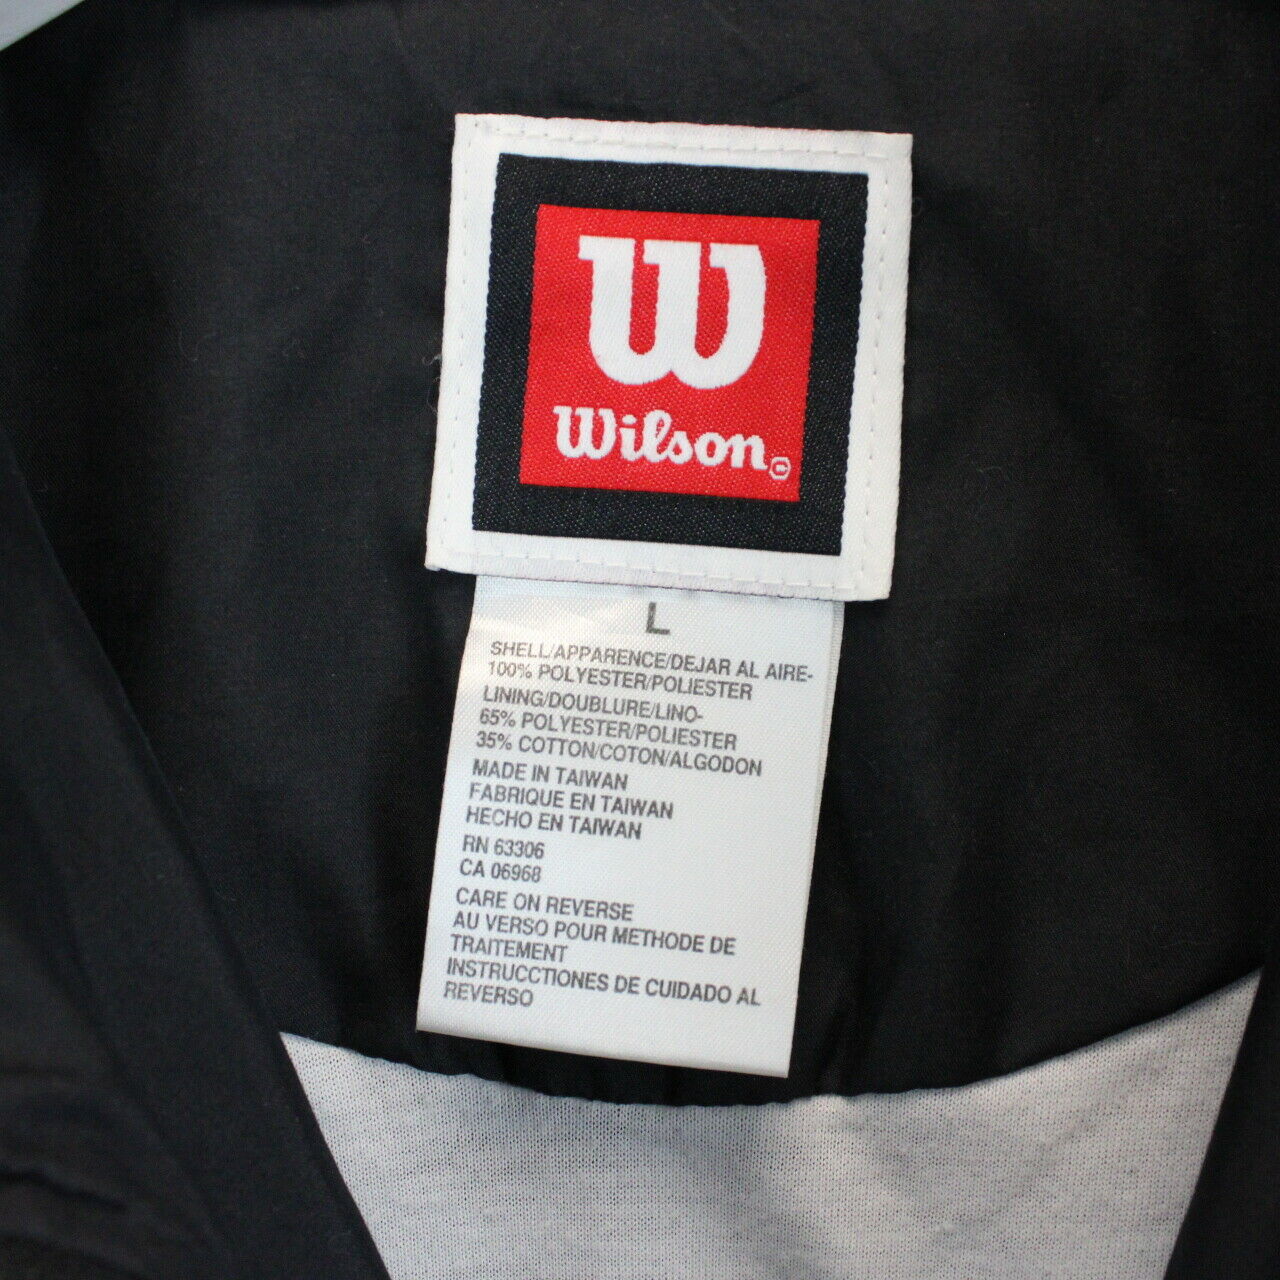 W
Wilson
L
SHELL/APPARENCE/DEJAR AL AIRE-
100% POLYESTER/POLIESTER
LINING/DOUBLURE/LINO-
65% POLYESTER/POLIESTER
35% COTTON/COTON/ALGODON
MADE IN TAIWAN
FABRIQUE EN TAIWAN
HECHO EN TAIWAN
RN 63306
CA 06968
CARE ON REVERSE
AU VERSO POUR METHODE DE
TRAITEMENT
INSTRUCCTIONES DE CUIDADO AL
REVERSO